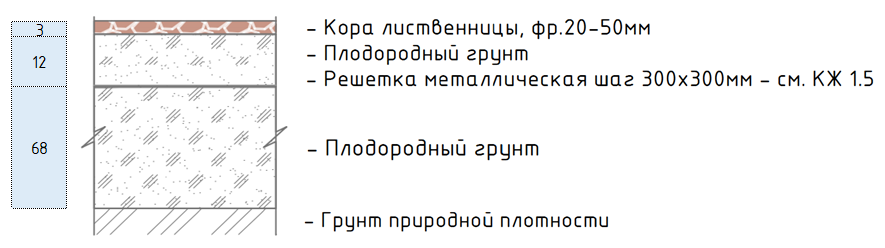 3
– Кора лиственницы, фр.20–50мм
12
– Плодородный грунт
– Решетка металлическая шаг 300х300мм – см. КЖ 1.5
68
– Плодородный грунт
– Грунт природной плотности